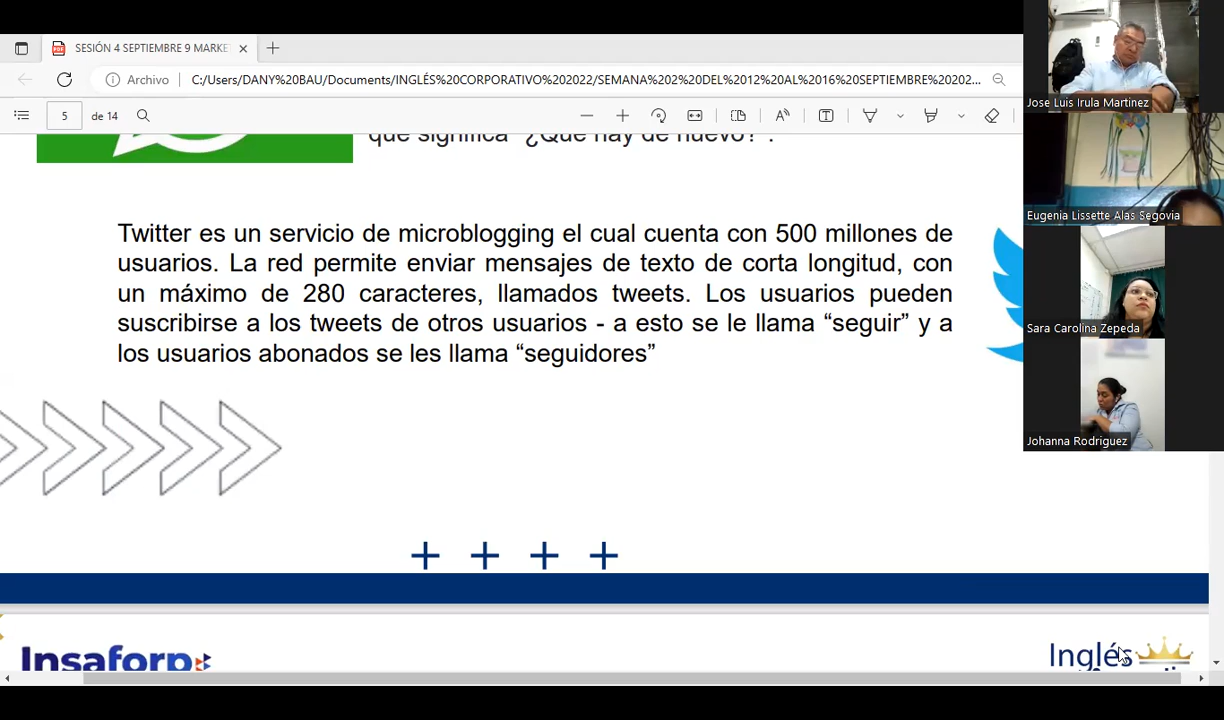 SESIÓN 4 SEPTIEMBRE 9 MARKE
Archivo
C:/Users/DANY%20BAU/Documents/INGLÉS%20CORPORATIVO%202022/SEMANA%202%20DEL%2012%20AL%2016%20SEPTIEMBRE%20202...
5 de 14
que significa "¿Qué hay de nuevo?".
Twitter es un servicio de microblogging el cual cuenta con 500 millones de
usuarios. La red permite enviar mensajes de texto de corta longitud, con
un máximo de 280 caracteres, llamados tweets. Los usuarios pueden
suscribirse a los tweets de otros usuarios - a esto se le llama “seguir” y a
los usuarios abonados se les llama “seguidores”
Insaforp
Inglés
Jose Luis Irula Martinez
Eugenia Lissette Alas Segovia
Sara Carolina Zepeda
Johanna Rodriguez